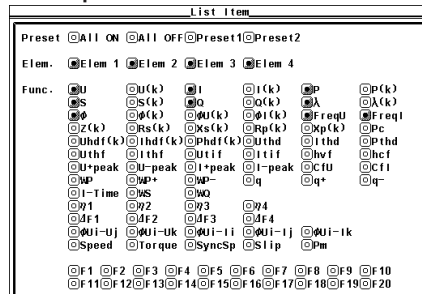 List Item
Preset All ON All OFF Preset1 Preset2
Elem. Elem 1 Elem 2 Elem 3 Elem 4
Func. U U(k) I I(k) P P(k)
S S(k) Q Q(k) λ λ(k)
ϕ ϕ(k) ϕU(k) ϕI(k) FreqU FreqI
Z(k) Rs(k) Xs(k) Rp(k) Xp(k) Pc
Uhdf(k) Ihdf(k) Phdf(k) Uthd Ithd Pthd
Uthf Ithf Utif Itif hvf hcf
U+peak U-peak I+peak I-peak CfU CfI
WP WP+ WP- q q+ q-
I-Time WS WQ
η1 η2 η3 η4
ΔF1 ΔF2 ΔF3 ΔF4
ϕUi-Uj ϕUi-Uk ϕUi-Ii ϕUi-Ij ϕUi-Ik
Speed Torque SyncSp Slip Pm
F1 F2 F3 F4 F5 F6 F7 F8 F9 F10
F11 F12 F13 F14 F15 F16 F17 F18 F19 F20